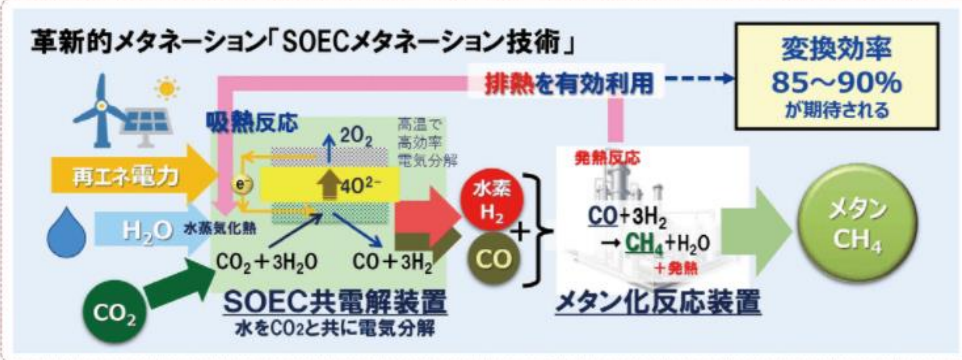 革新的メタネーション「SOECメタネーション技術」
排熱を有効利用
変換効率
85～90%
が期待される
吸熱反応
2O₂
高温で
高効率
電気分解
再エネ電力
e⁻
4O²⁻
H₂O
水蒸気化熱
CO₂+3H₂O
CO+3H₂
CO₂
SOEC共電解装置
水をCO₂と共に電気分解
水素
H₂
+
CO
発熱反応
CO+3H₂
→CH₄+H₂O
+発熱
メタン化反応装置
メタン
CH₄